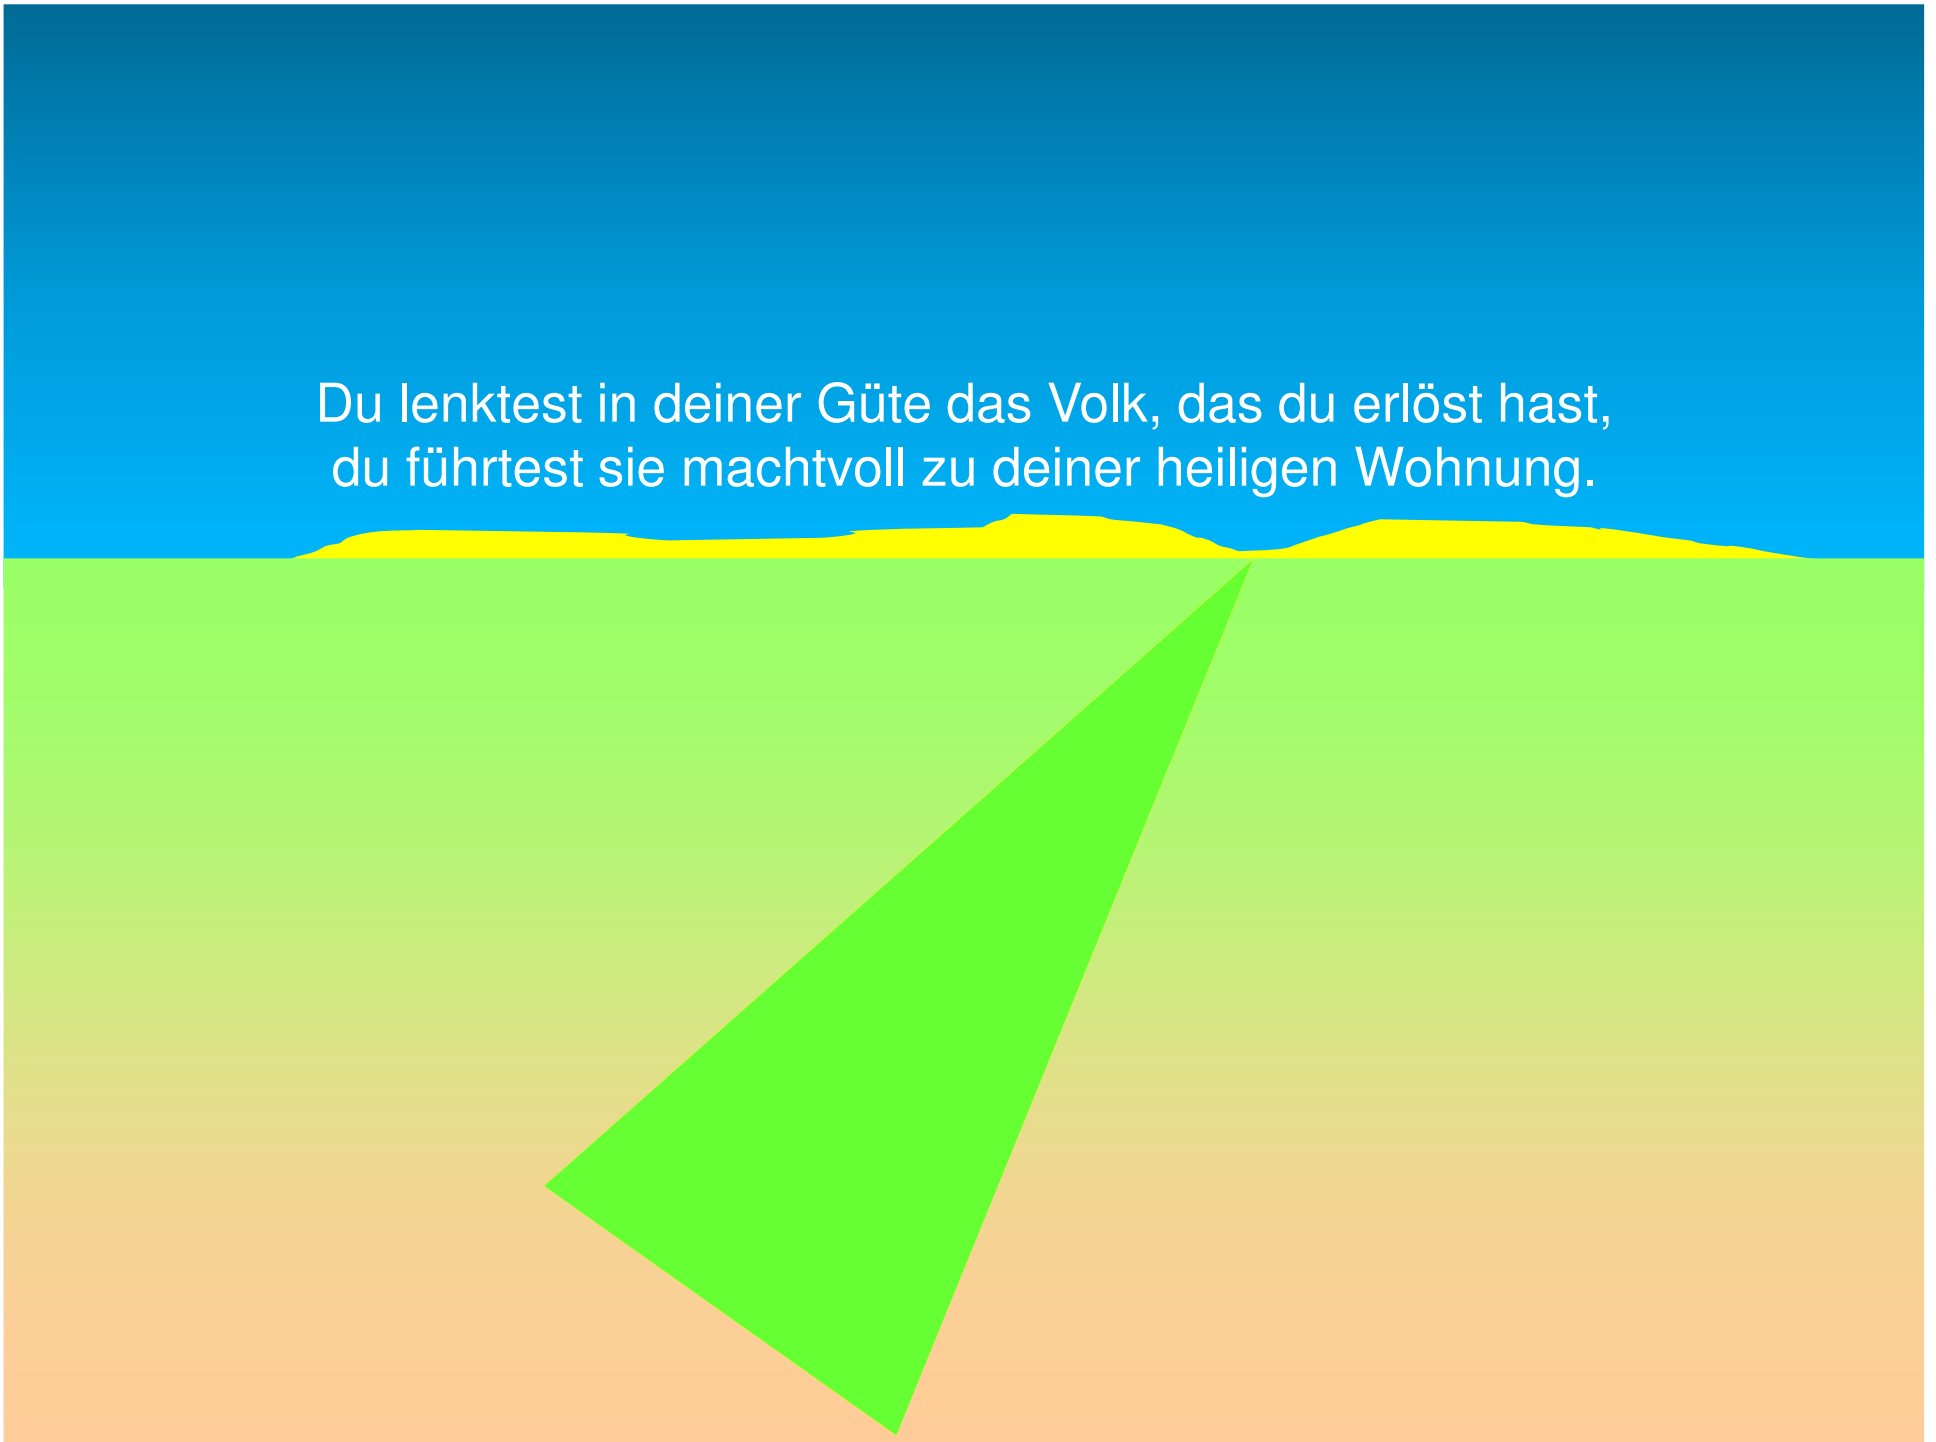 Du lenktest in deiner Güte das Volk, das du erlöst hast,
du führtest sie machtvoll zu deiner heiligen Wohnung.